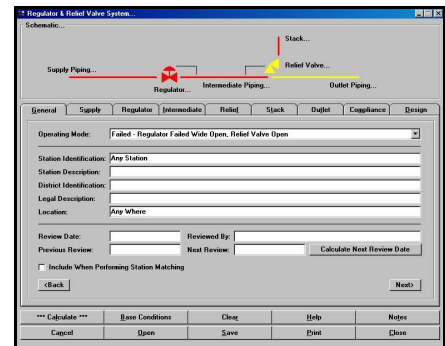 Regulator & Relief Valve System...
Schematic...
Stack...
Supply Piping...
Relief Valve...
Regulator...
Intermediate Piping...
Outlet Piping...
General Supply Regulator Intermediate Relief Stack Outlet Compliance Design
Operating Mode: Failed - Regulator Failed Wide Open, Relief Valve Open
Station Identification: Any Station
Station Description:
District Identification:
Legal Description:
Location: Any Where
Review Date: Reviewed By:
Previous Review: Next Review: Calculate Next Review Date
Include When Performing Station Matching
<Back Next>
*** Calculate *** Base Conditions Clear Help Notes
Cancel Open Save Print Close